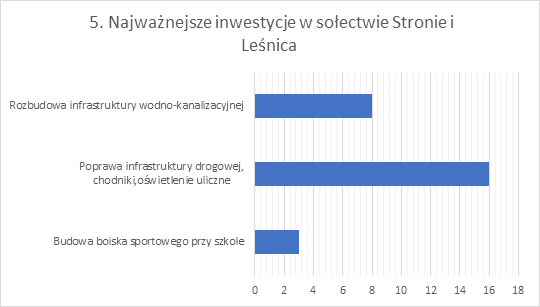 5. Najważnejsze inwestycje w sołectwie Stronie i
Leśnica
Rozbudowa infrastruktury wodno-kanalizacyjnej
Poprawa infrastruktury drogowej,
chodniki,oświetlenie uliczne
Budowa boiska sportowego przy szkole
0 2 4 6 8 10 12 14 16 18